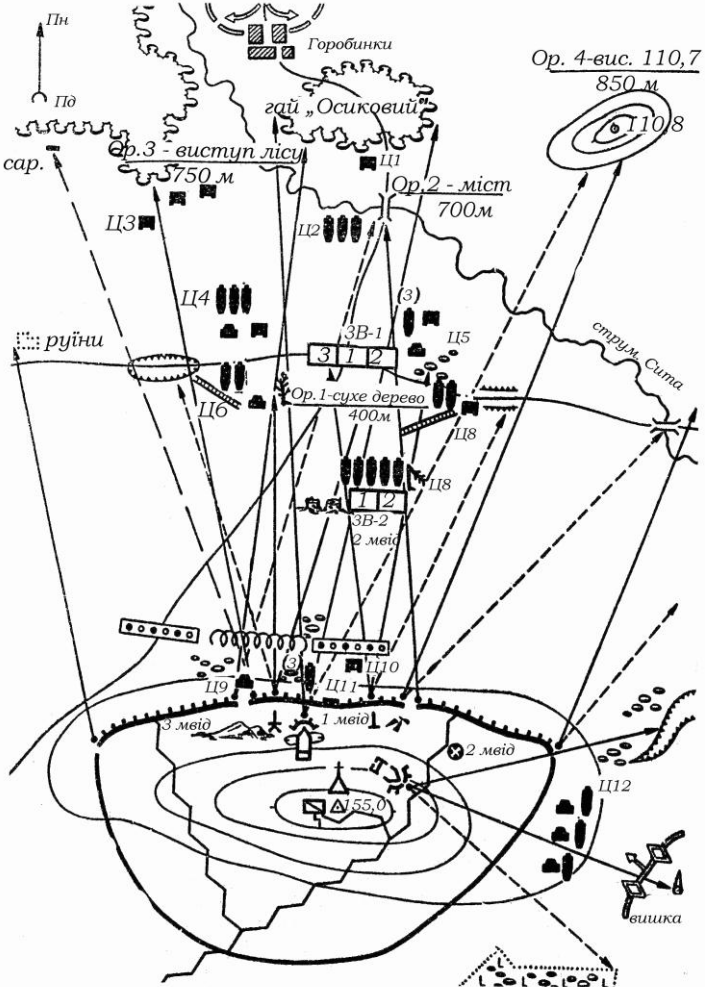 Пн
Горобинки
Ор. 4-вис. 110,7
850 м
Пд
гай „Осиковий"
110,8
сар.
Ор.3 - виступ лісу
750 м
Ц1
Ор.2 - міст
700м
Ц3
Ц2
Ц4
(3)
ЗВ-1
Ц5
руїни
3 1 2
струм. Сита
Ор.1-сухе дерево
400м
Ц6
Ц8
Ц8
1 2
ЗВ-2
2 мвід
(3)
Ц10
Ц9
Ц11
3 мвід
1 мвід
2 мвід
155,0
Ц12
вишка